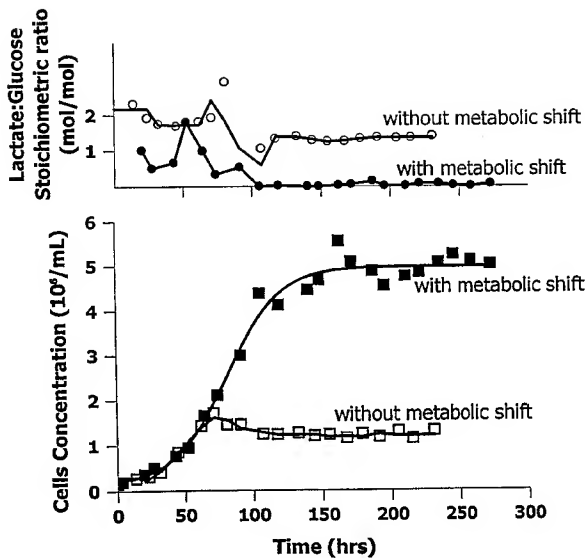 Lactate:Glucose
Stoichiometric ratio
(mol/mol)
2
1
without metabolic shift
with metabolic shift
Cells Concentration (10⁶/mL)
6
5
4
3
2
1
0
with metabolic shift
without metabolic shift
0 50 100 150 200 250 300
Time (hrs)